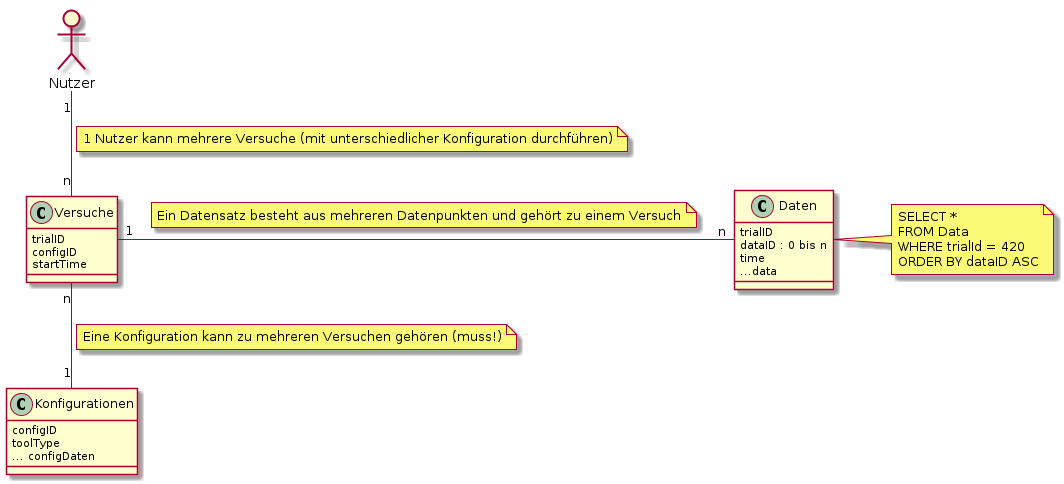 Nutzer
1
1 Nutzer kann mehrere Versuche (mit unterschiedlicher Konfiguration durchführen)
n
C Versuche
trialID
configID
startTime
1
Ein Datensatz besteht aus mehreren Datenpunkten und gehört zu einem Versuch
n
C Daten
trialID
dataID : 0 bis n
time
...data
SELECT *
FROM Data
WHERE trialId = 420
ORDER BY dataID ASC
n
Eine Konfiguration kann zu mehreren Versuchen gehören (muss!)
1
C Konfigurationen
configID
toolType
... configDaten